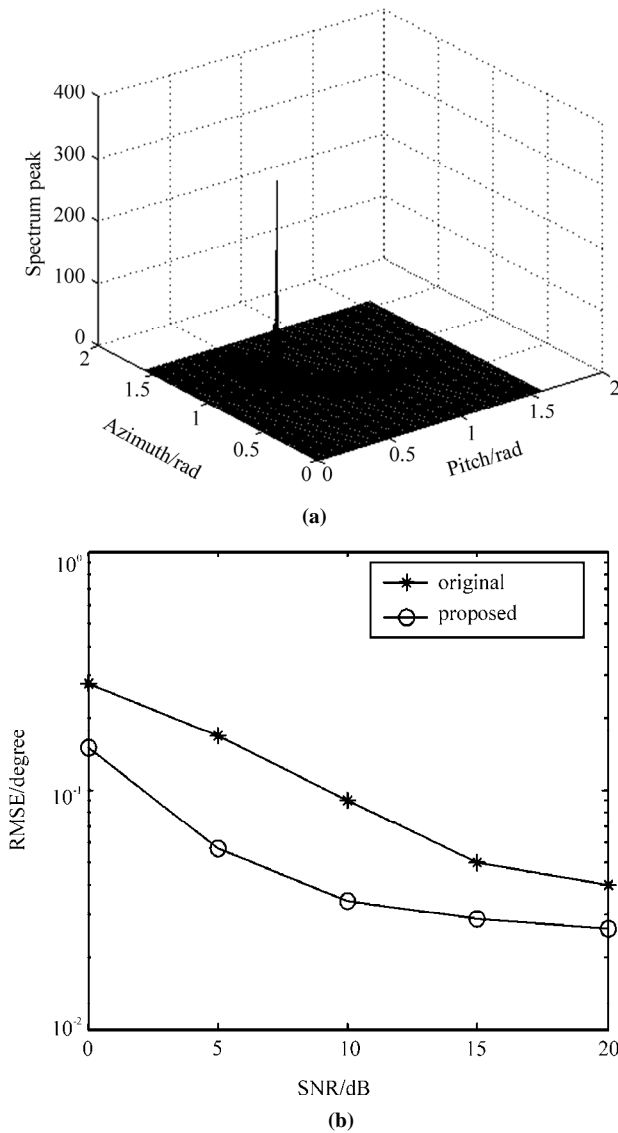 400
300
200
100
0
Spectrum peak
2
1.5
1
0.5
0
Azimuth/rad
0
0.5
1
1.5
2
Pitch/rad
(a)
10⁰
10⁻¹
10⁻²
RMSE/degree
original
proposed
0
5
10
15
20
SNR/dB
(b)